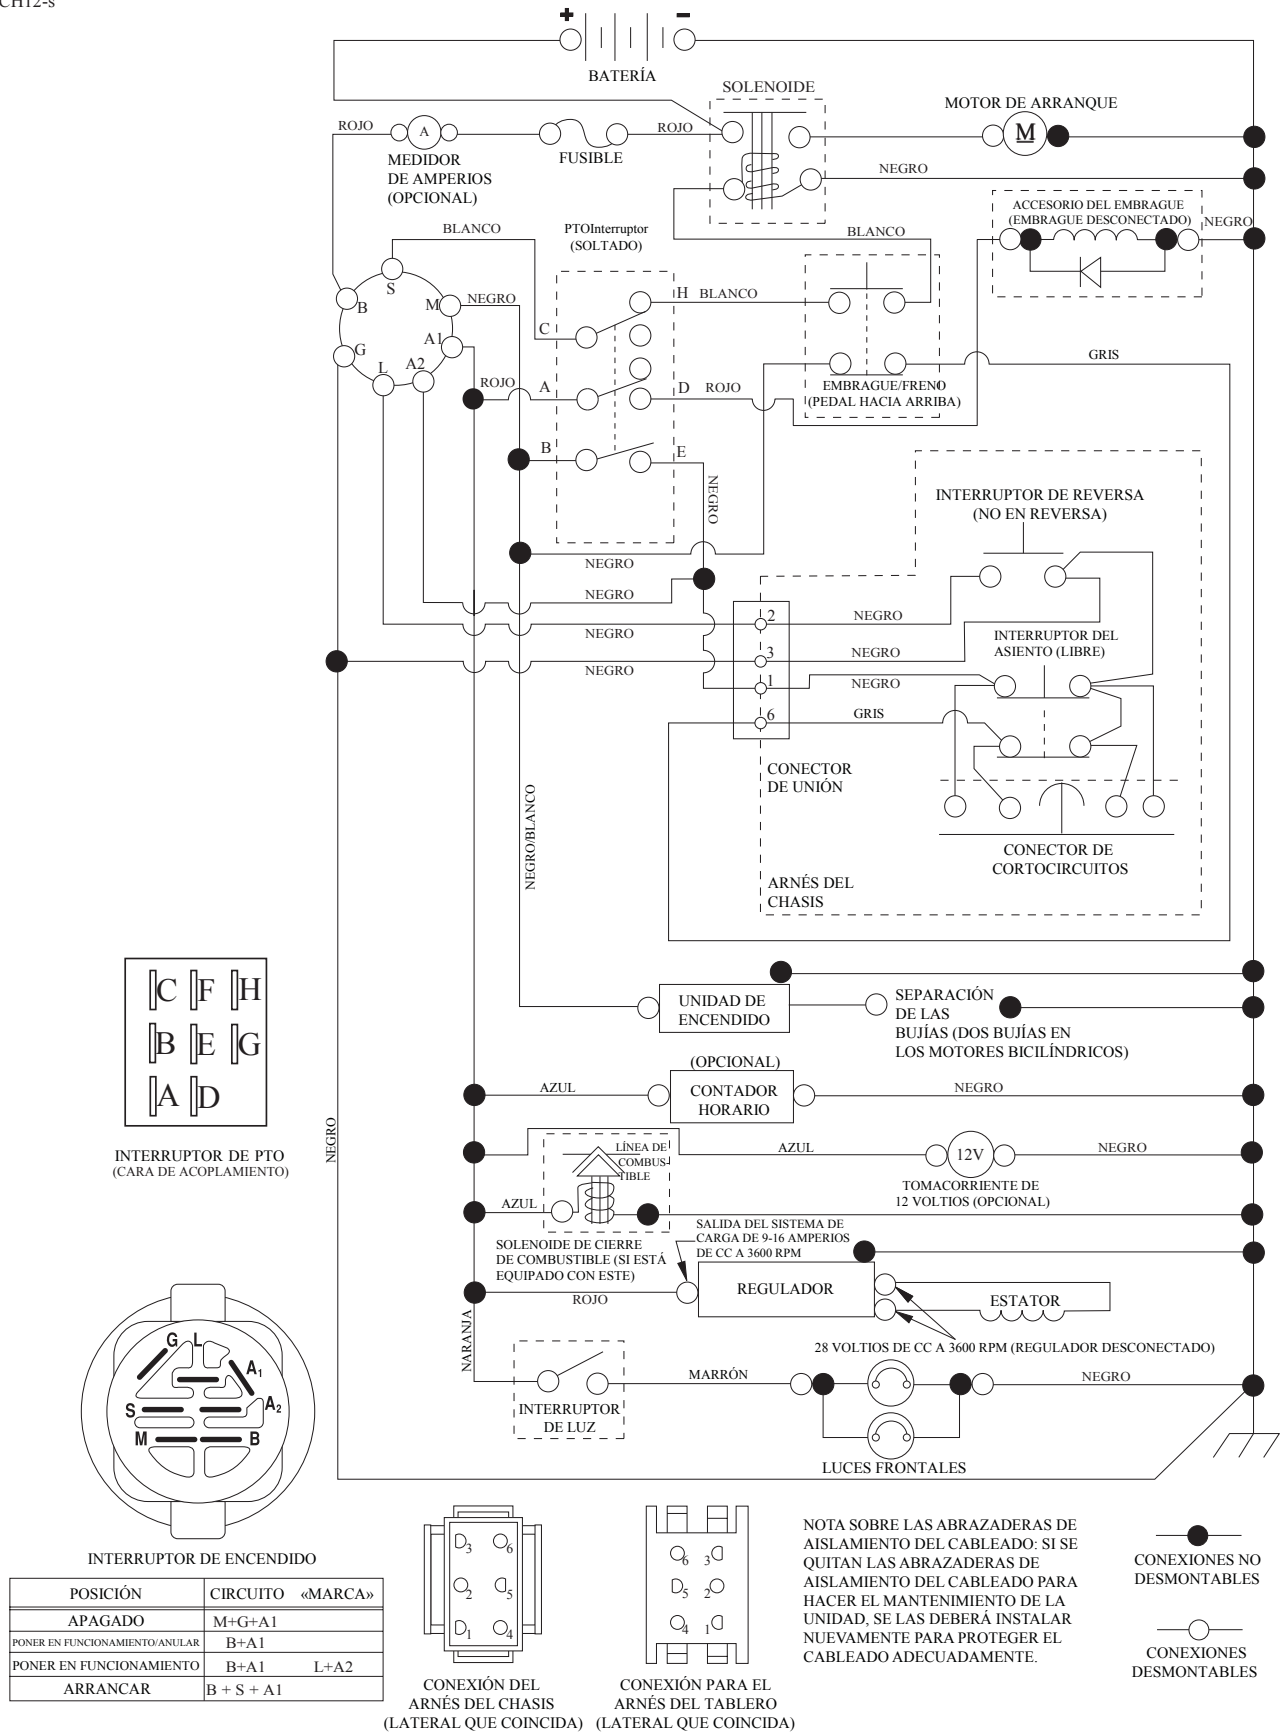 CH12-s
+ −
BATERÍA
SOLENOIDE
MOTOR DE ARRANQUE
ROJO
A
ROJO
M
MEDIDOR
DE AMPERIOS
(OPCIONAL)
FUSIBLE
NEGRO
ACCESORIO DEL EMBRAGUE
(EMBRAGUE DESCONECTADO)
NEGRO
BLANCO
PTOInterruptor
(SOLTADO)
BLANCO
S
B
M
NEGRO
H
BLANCO
C
G
A1
L
A2
GRIS
ROJO
A
D
ROJO
EMBRAGUE/FRENO
(PEDAL HACIA ARRIBA)
B
E
NEGRO
INTERRUPTOR DE REVERSA
(NO EN REVERSA)
NEGRO
NEGRO
2
NEGRO
NEGRO
INTERRUPTOR DEL
ASIENTO (LIBRE)
3
NEGRO
NEGRO
1
NEGRO
6
GRIS
CONECTOR
DE UNIÓN
NEGRO/BLANCO
CONECTOR DE
CORTOCIRCUITOS
ARNÉS DEL
CHASIS
C F H
B E G
A D
INTERRUPTOR DE PTO
(CARA DE ACOPLAMIENTO)
NEGRO
UNIDAD DE
ENCENDIDO
SEPARACIÓN
DE LAS
BUJÍAS (DOS BUJÍAS EN
LOS MOTORES BICILÍNDRICOS)
(OPCIONAL)
AZUL
CONTADOR
HORARIO
NEGRO
LÍNEA DE
COMBUS-
TIBLE
AZUL
12V
NEGRO
TOMACORRIENTE DE
12 VOLTIOS (OPCIONAL)
AZUL
SALIDA DEL SISTEMA DE
CARGA DE 9-16 AMPERIOS
DE CC A 3600 RPM
SOLENOIDE DE CIERRE
DE COMBUSTIBLE (SI ESTÁ
EQUIPADO CON ESTE)
ROJO
REGULADOR
ESTATOR
28 VOLTIOS DE CC A 3600 RPM (REGULADOR DESCONECTADO)
NARANJA
MARRÓN
NEGRO
INTERRUPTOR
DE LUZ
LUCES FRONTALES
G L
A1
S
A2
M
B
INTERRUPTOR DE ENCENDIDO
POSICIÓN CIRCUITO «MARCA»
APAGADO M+G+A1
PONER EN FUNCIONAMIENTO/ANULAR B+A1
PONER EN FUNCIONAMIENTO B+A1 L+A2
ARRANCAR B + S + A1
3 6
2 5
1 4
CONEXIÓN DEL
ARNÉS DEL CHASIS
(LATERAL QUE COINCIDA)
6 3
5 2
4 1
CONEXIÓN PARA EL
ARNÉS DEL TABLERO
(LATERAL QUE COINCIDA)
NOTA SOBRE LAS ABRAZADERAS DE
AISLAMIENTO DEL CABLEADO: SI SE
QUITAN LAS ABRAZADERAS DE
AISLAMIENTO DEL CABLEADO PARA
HACER EL MANTENIMIENTO DE LA
UNIDAD, SE LAS DEBERÁ INSTALAR
NUEVAMENTE PARA PROTEGER EL
CABLEADO ADECUADAMENTE.
CONEXIONES NO
DESMONTABLES
CONEXIONES
DESMONTABLES